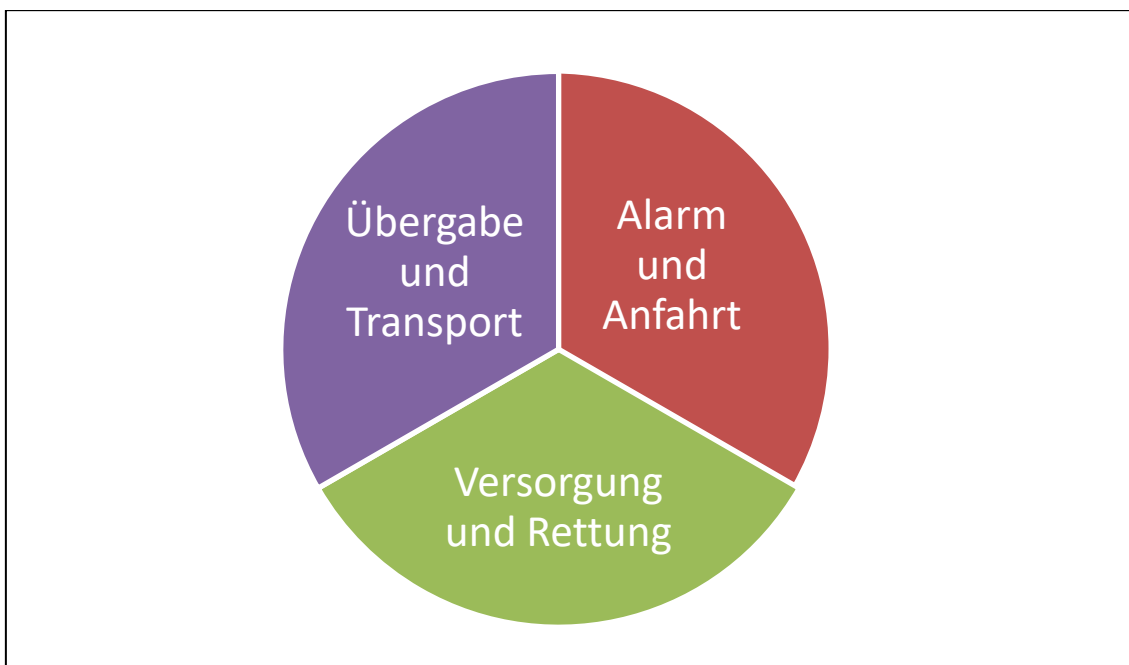 Übergabe
und
Transport
Alarm
und
Anfahrt
Versorgung
und Rettung